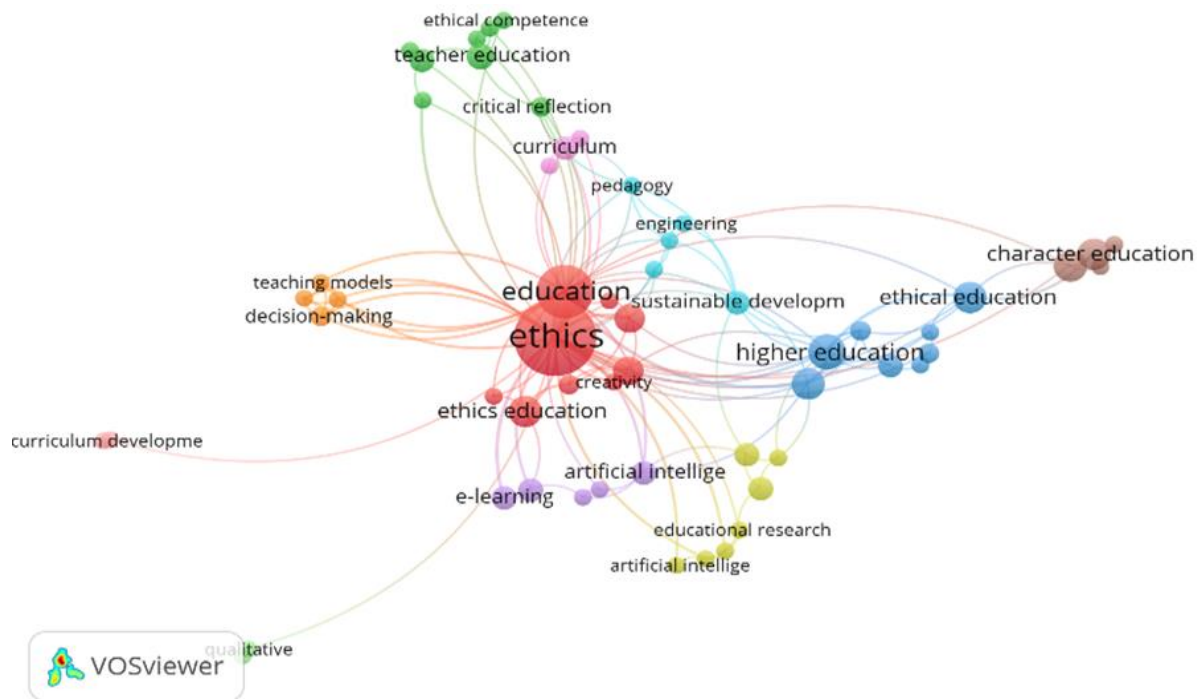 ethical competence
teacher education
critical reflection
curriculum
pedagogy
engineering
character education
teaching models
education
sustainable developm
ethical education
decision-making
ethics
higher education
creativity
ethics education
curriculum developme
artificial intellige
e-learning
educational research
artificial intellige
qualitative
VOSviewer